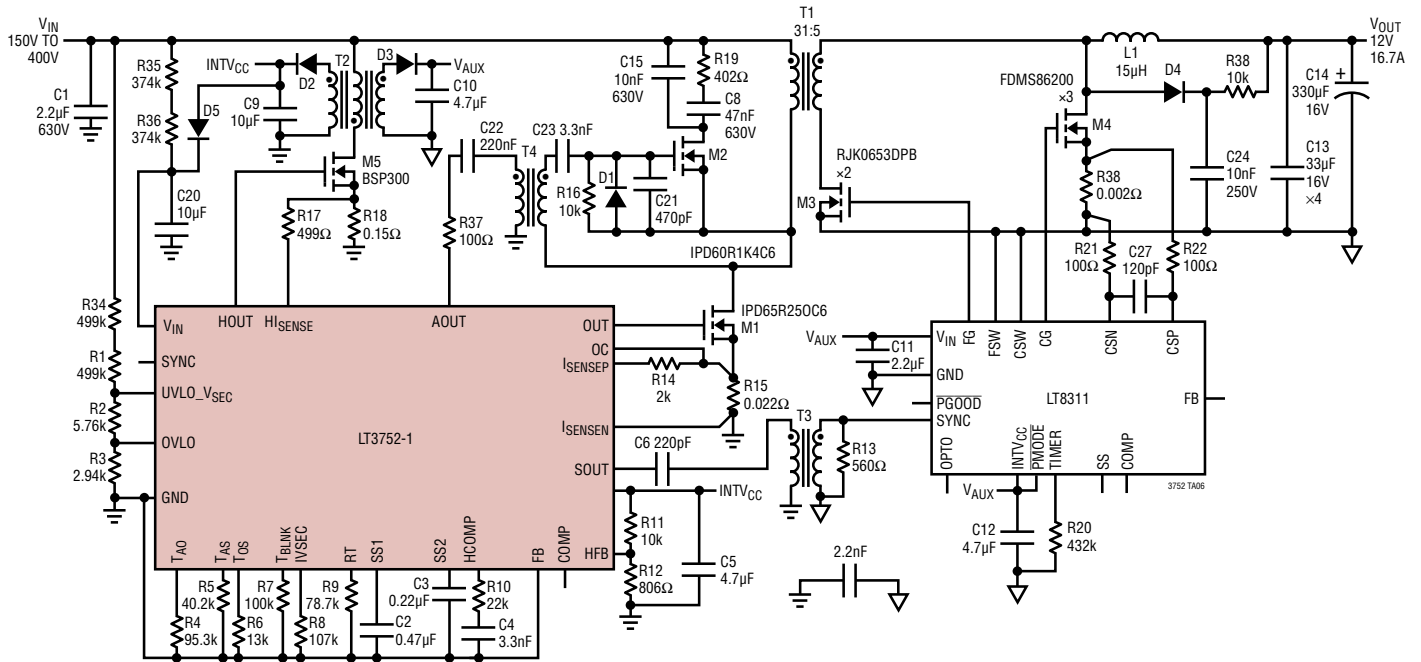 VIN
150V TO
400V
C1
2.2µF
630V
R35
374k
R36
374k
D5
C20
10µF
INTVCC
D2
C9
10µF
T2
D3
VAUX
C10
4.7µF
M5
BSP300
R17
499Ω
R18
0.15Ω
C22
220nF
T4
C23 3.3nF
R37
100Ω
R16
10k
D1
C21
470pF
C15
10nF
630V
R19
402Ω
C8
47nF
630V
M2
IPD60R1K4C6
T1
31:5
RJK0653DPB
×2
M3
FDMS86200
×3
M4
L1
15µH
D4
R38
10k
C14
330µF
16V
+
VOUT
12V
16.7A
R38
0.002Ω
C24
10nF
250V
C13
33µF
16V
×4
R21
100Ω
C27
120pF
R22
100Ω
R34
499k
R1
499k
R2
5.76k
R3
2.94k
VIN
SYNC
UVLO_VSEC
OVLO
GND
HOUT
HISENSE
AOUT
OUT
OC
ISENSEP
ISENSEN
SOUT
HFB
LT3752-1
TAO
TAS
TOS
TBLNK
IVSEC
RT
SS1
SS2
HCOMP
FB
COMP
IPD65R25OC6
M1
R14
2k
R15
0.022Ω
C6 220pF
T3
R13
560Ω
INTVCC
R11
10k
R12
806Ω
C5
4.7µF
R5
40.2k
R4
95.3k
R6
13k
R7
100k
R8
107k
R9
78.7k
C2
0.47µF
C3
0.22µF
R10
22k
C4
3.3nF
2.2nF
VAUX
C11
2.2µF
VIN
GND
PGOOD
SYNC
FG
FSW
CSW
CG
CSN
CSP
FB
LT8311
OPTO
INTVCC
PMODE
TIMER
SS
COMP
VAUX
C12
4.7µF
R20
432k
3752 TA06